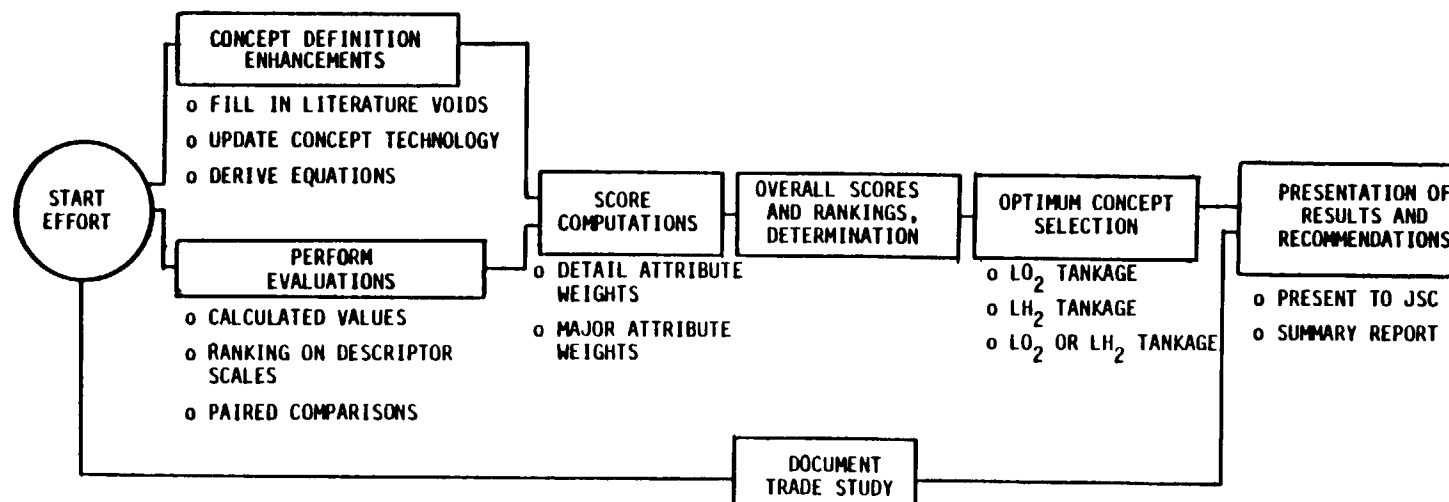 START
EFFORT
CONCEPT DEFINITION
ENHANCEMENTS
o FILL IN LITERATURE VOIDS
o UPDATE CONCEPT TECHNOLOGY
o DERIVE EQUATIONS
PERFORM
EVALUATIONS
o CALCULATED VALUES
o RANKING ON DESCRIPTOR
SCALES
o PAIRED COMPARISONS
SCORE
COMPUTATIONS
o DETAIL ATTRIBUTE
WEIGHTS
o MAJOR ATTRIBUTE
WEIGHTS
OVERALL SCORES
AND RANKINGS,
DETERMINATION
OPTIMUM CONCEPT
SELECTION
o LO2 TANKAGE
o LH2 TANKAGE
o LO2 OR LH2 TANKAGE
PRESENTATION OF
RESULTS AND
RECOMMENDATIONS
o PRESENT TO JSC
o SUMMARY REPORT
DOCUMENT
TRADE STUDY